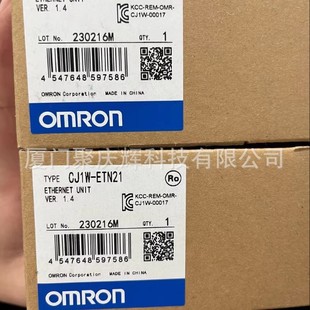 ETHERNET UNIT
VER. 1.4
KCC-REM-OMR-
CJ1W-00017
LOT No. 230216M QTY. 1
4 547648 597586
OMRON Corporation MADE IN CHINA
OMRON
厦门聚庆辉科技有限公司
TYPE CJ1W-ETN21
ETHERNET UNIT
VER 1.4
Ro
KCC-REM-OMR-
CJ1W-00017
LOT No. 230216M QTY. 1
4 547648 597586
OMRON Corporation MADE IN CHINA
OMRON